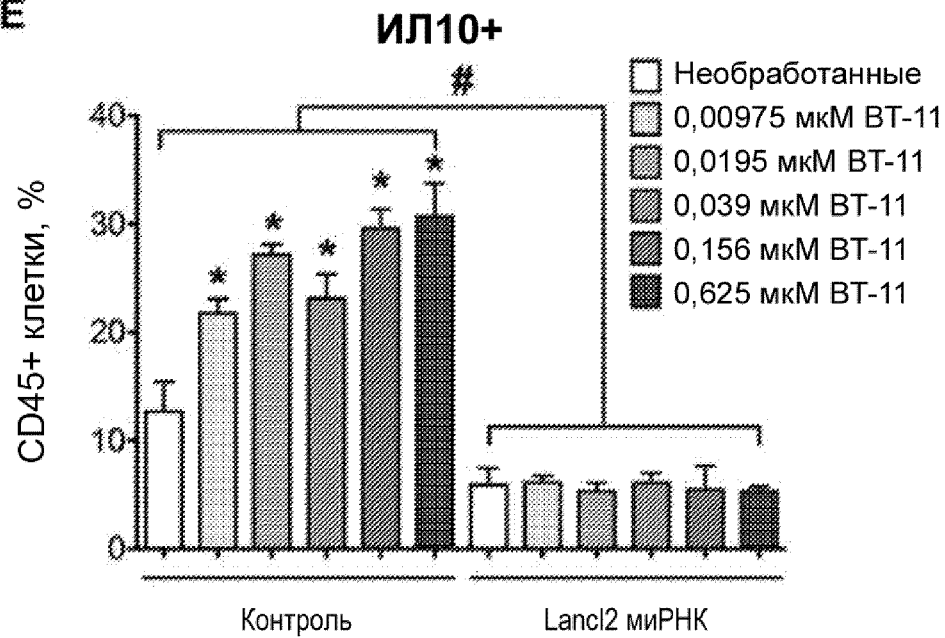 E
ИЛ10+
#
Необработанные
0,00975 мкМ ВТ-11
0,0195 мкМ ВТ-11
0,039 мкМ ВТ-11
0,156 мкМ ВТ-11
0,625 мкМ ВТ-11
CD45+ клетки, %
40
30
20
10
0
* * * * *
Контроль
Lancl2 миРНК